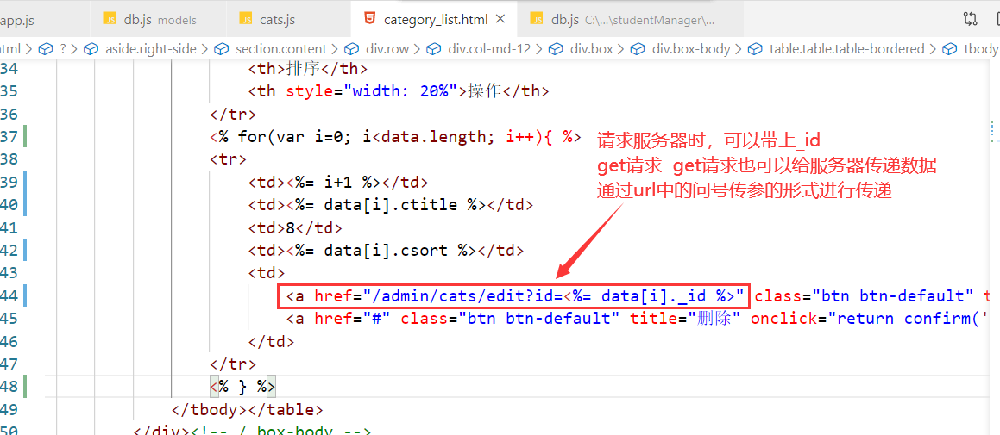 app.js db.js models cats.js category_list.html db.js C:\...\studentManager\...
html > ? > aside.right-side > section.content > div.row > div.col-md-12 > div.box > div.box-body > table.table.table-bordered > tbody
34 <th>排序</th>
35 <th style="width: 20%">操作</th>
36 </tr>
37 <% for(var i=0; i<data.length; i++){ %>
请求服务器时，可以带上_id
38 <tr>
get请求 get请求也可以给服务器传递数据
39 <td><%= i+1 %></td>
通过url中的问号传参的形式进行传递
40 <td><%= data[i].ctitle %></td>
41 <td>8</td>
42 <td><%= data[i].csort %></td>
43 <td>
44 <a href="/admin/cats/edit?id=<%= data[i]._id %>" class="btn btn-default" t
45 <a href="#" class="btn btn-default" title="删除" onclick="return confirm('
46 </td>
47 </tr>
48 <% } %>
49 </tbody></table>
50 </div><!-- / box-body -->